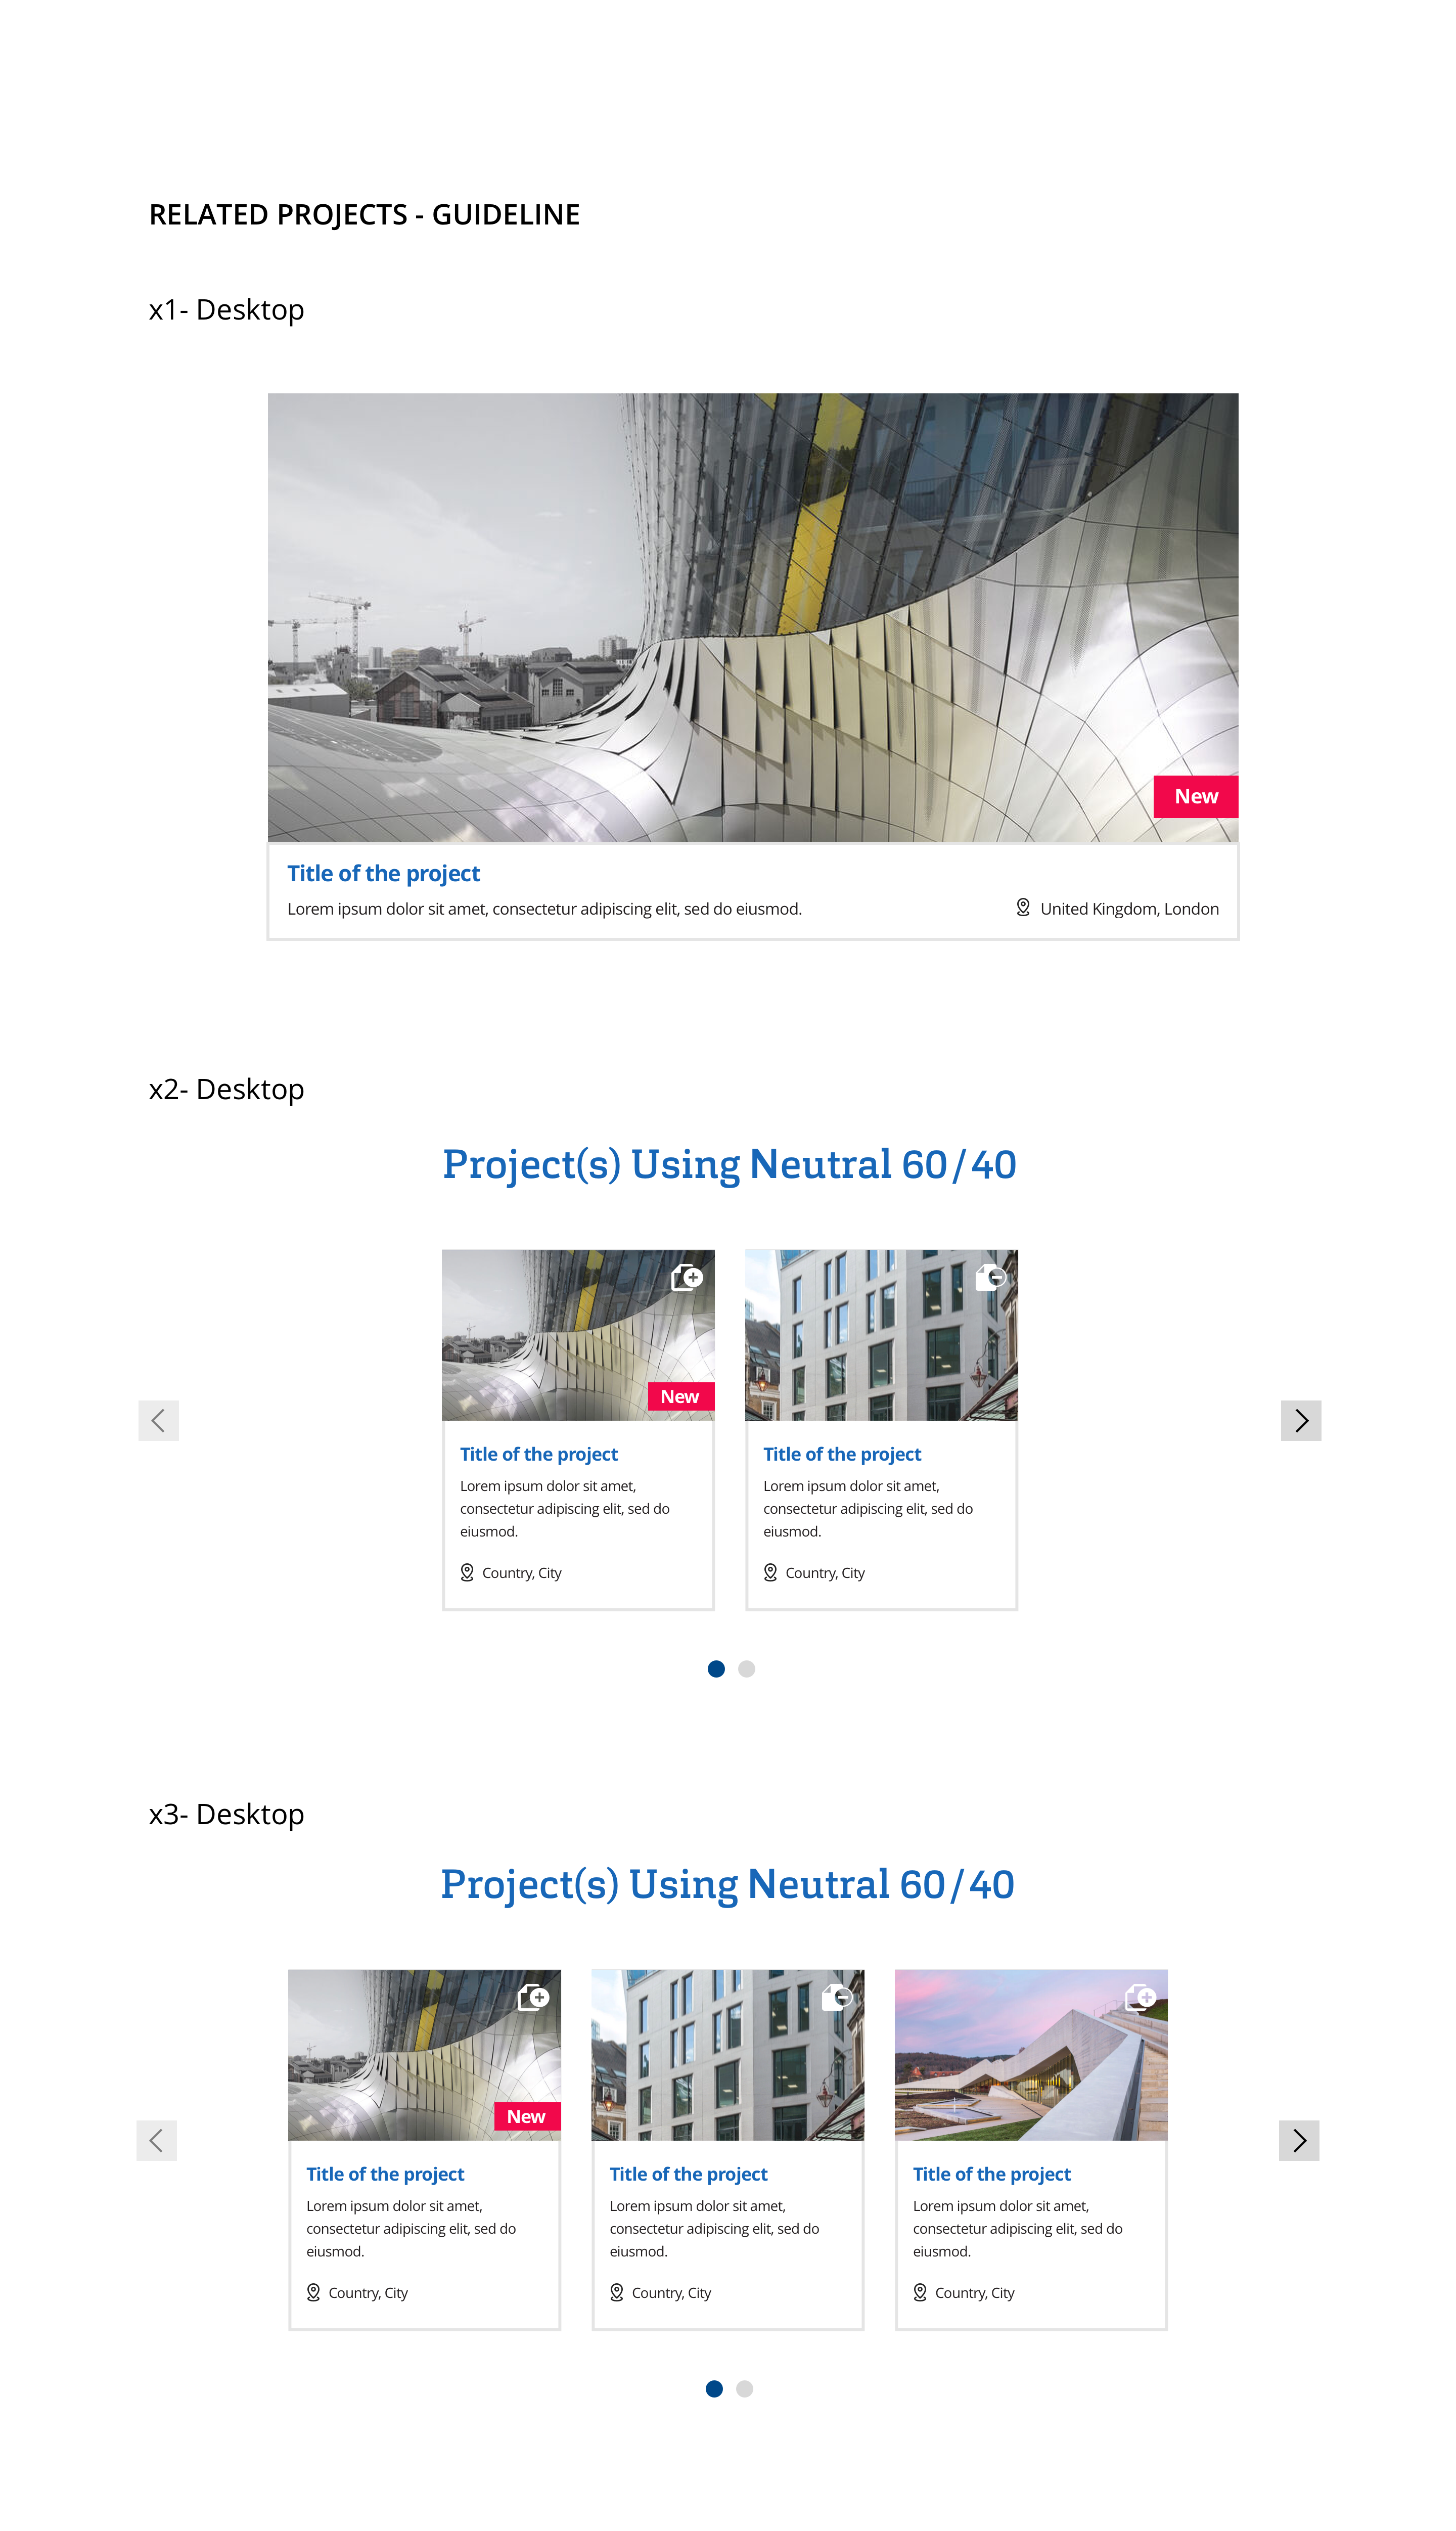 RELATED PROJECTS - GUIDELINE
x1- Desktop
New
Title of the project
Lorem ipsum dolor sit amet, consectetur adipiscing elit, sed do eiusmod.
United Kingdom, London
x2- Desktop
Project(s) Using Neutral 60/40
New
Title of the project
Lorem ipsum dolor sit amet,
consectetur adipiscing elit, sed do
eiusmod.
Country, City
Title of the project
Lorem ipsum dolor sit amet,
consectetur adipiscing elit, sed do
eiusmod.
Country, City
x3- Desktop
Project(s) Using Neutral 60/40
New
Title of the project
Lorem ipsum dolor sit amet,
consectetur adipiscing elit, sed do
eiusmod.
Country, City
Title of the project
Lorem ipsum dolor sit amet,
consectetur adipiscing elit, sed do
eiusmod.
Country, City
Title of the project
Lorem ipsum dolor sit amet,
consectetur adipiscing elit, sed do
eiusmod.
Country, City